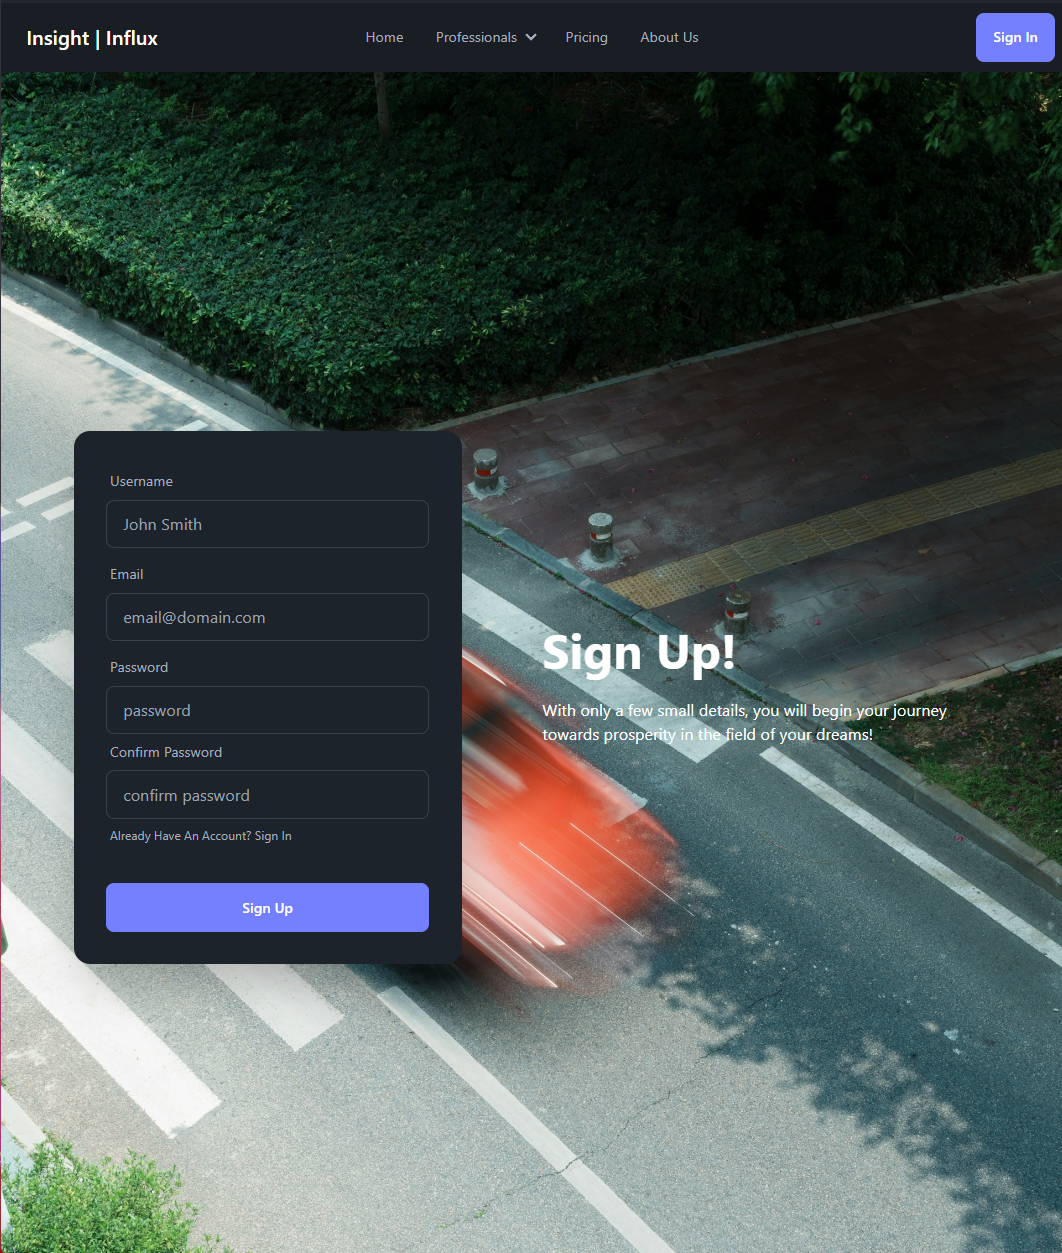 Insight | Influx
Home
Professionals
Pricing
About Us
Sign In
Username
John Smith
Email
email@domain.com
Password
password
Confirm Password
confirm password
Already Have An Account? Sign In
Sign Up
Sign Up!
With only a few small details, you will begin your journey
towards prosperity in the field of your dreams!